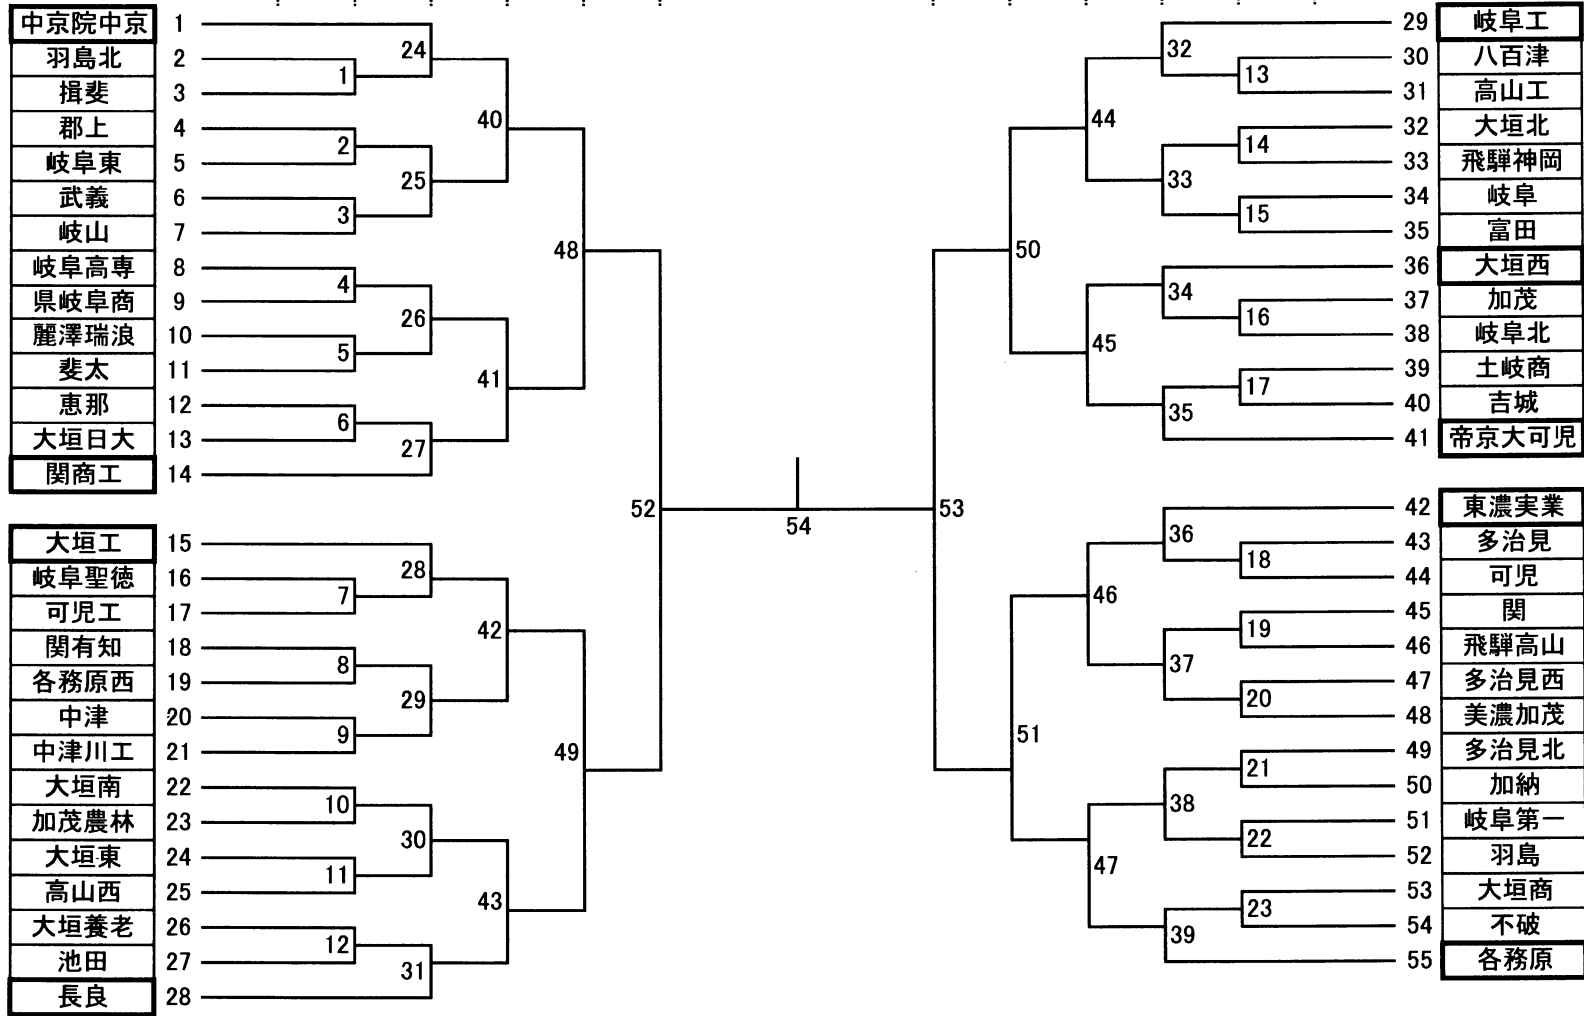 中京院中京 1
羽島北 2
揖斐 3
郡上 4
岐阜東 5
武義 6
岐山 7
岐阜高専 8
県岐阜商 9
麗澤瑞浪 10
斐太 11
恵那 12
大垣日大 13
関商工 14
大垣工 15
岐阜聖徳 16
可児工 17
関有知 18
各務原西 19
中津 20
中津川工 21
大垣南 22
加茂農林 23
大垣東 24
高山西 25
大垣養老 26
池田 27
長良 28
1
2
3
4
5
6
7
8
9
10
11
12
24
25
26
27
28
29
30
31
40
41
42
43
48
49
52
54
53
50
51
44
45
46
47
32
33
34
35
36
37
38
39
13
14
15
16
17
18
19
20
21
22
23
29 岐阜工
30 八百津
31 高山工
32 大垣北
33 飛騨神岡
34 岐阜
35 富田
36 大垣西
37 加茂
38 岐阜北
39 土岐商
40 吉城
41 帝京大可児
42 東濃実業
43 多治見
44 可児
45 関
46 飛騨高山
47 多治見西
48 美濃加茂
49 多治見北
50 加納
51 岐阜第一
52 羽島
53 大垣商
54 不破
55 各務原